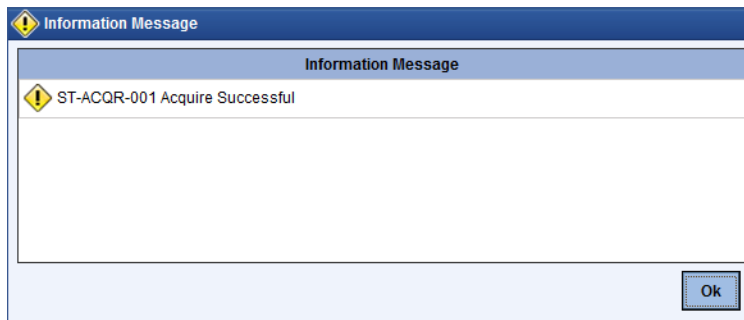 Information Message
Information Message
ST-ACQR-001 Acquire Successful
Ok